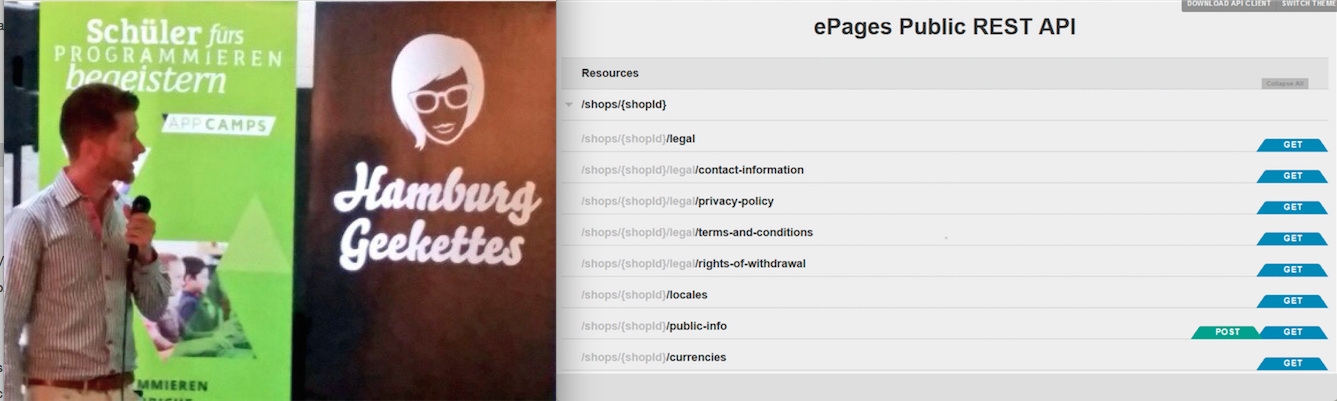 Schüler fürs
PROGRAMMIEREN
begeistern
APPCAMPS
MMIEREN
Hamburg
Geekettes
DOWNLOAD API CLIENT SWITCH THEME
ePages Public REST API
Resources
Collapse All
/shops/{shopId}
/shops/{shopId}/legal GET
/shops/{shopId}/legal/contact-information GET
/shops/{shopId}/legal/privacy-policy GET
/shops/{shopId}/legal/terms-and-conditions GET
/shops/{shopId}/legal/rights-of-withdrawal GET
/shops/{shopId}/locales GET
/shops/{shopId}/public-info POST GET
/shops/{shopId}/currencies GET